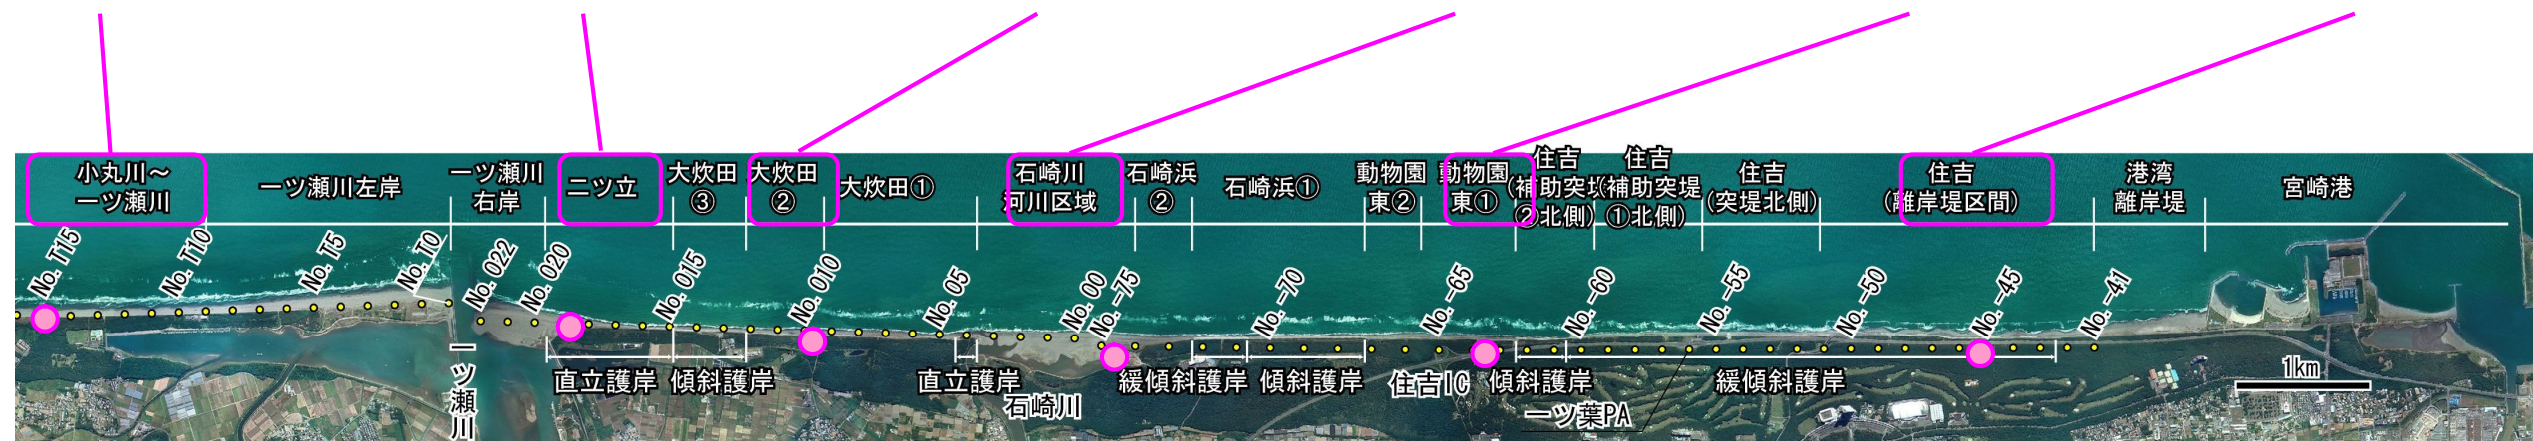 小丸川～
一ツ瀬川
一ツ瀬川左岸
一ツ瀬川
右岸
二ツ立
大炊田
③
大炊田
②
大炊田①
石崎川
河川区域
石崎浜
②
石崎浜①
動物園
東②
動物園
東①
住吉
(補助突堤
②北側)
住吉
(補助突堤
①北側)
住吉
(突堤北側)
住吉
(離岸堤区間)
港湾
離岸堤
宮崎港
No. T15
No. T10
No. T5
No. T0
No. 022
No. 020
No. 015
No. 010
No. 05
No. 00
No. -75
No. -70
No. -65
No. -60
No. -55
No. -50
No. -45
No. -41
一ツ瀬川
直立護岸
傾斜護岸
直立護岸
石崎川
緩傾斜護岸
傾斜護岸
住吉IC
傾斜護岸
一ツ葉PA
緩傾斜護岸
1km